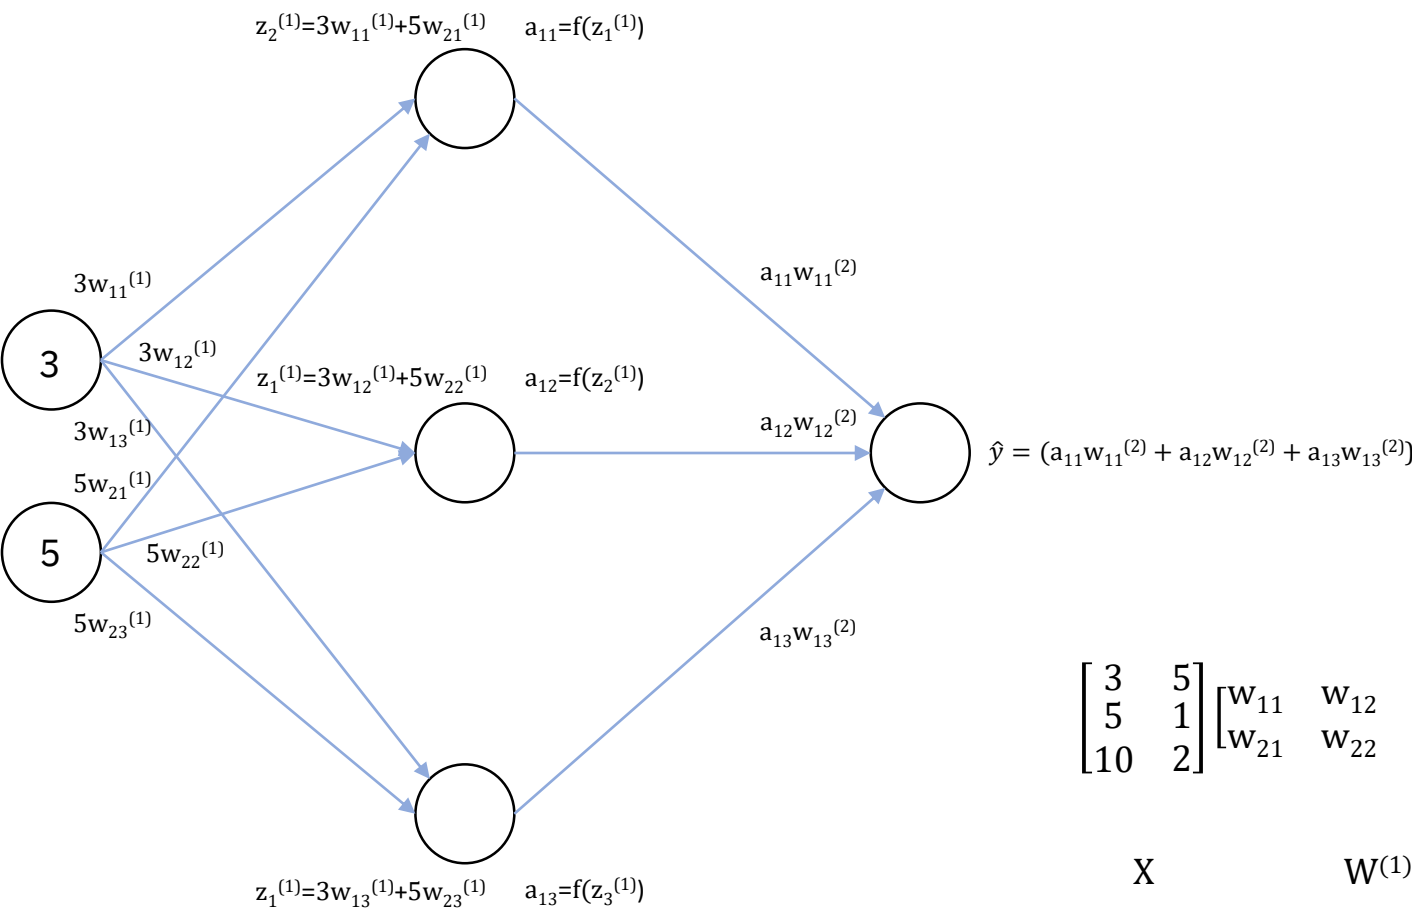 z₂⁽¹⁾=3w₁₁⁽¹⁾+5w₂₁⁽¹⁾ a₁₁=f(z₁⁽¹⁾)
3w₁₁⁽¹⁾
a₁₁w₁₁⁽²⁾
3
3w₁₂⁽¹⁾
z₁⁽¹⁾=3w₁₂⁽¹⁾+5w₂₂⁽¹⁾ a₁₂=f(z₂⁽¹⁾)
3w₁₃⁽¹⁾
a₁₂w₁₂⁽²⁾
ŷ = (a₁₁w₁₁⁽²⁾ + a₁₂w₁₂⁽²⁾ + a₁₃w₁₃⁽²⁾)
5w₂₁⁽¹⁾
5
5w₂₂⁽¹⁾
5w₂₃⁽¹⁾
a₁₃w₁₃⁽²⁾
3 5 w₁₁ w₁₂
5 1 w₂₁ w₂₂
10 2
X W⁽¹⁾
z₁⁽¹⁾=3w₁₃⁽¹⁾+5w₂₃⁽¹⁾ a₁₃=f(z₃⁽¹⁾)